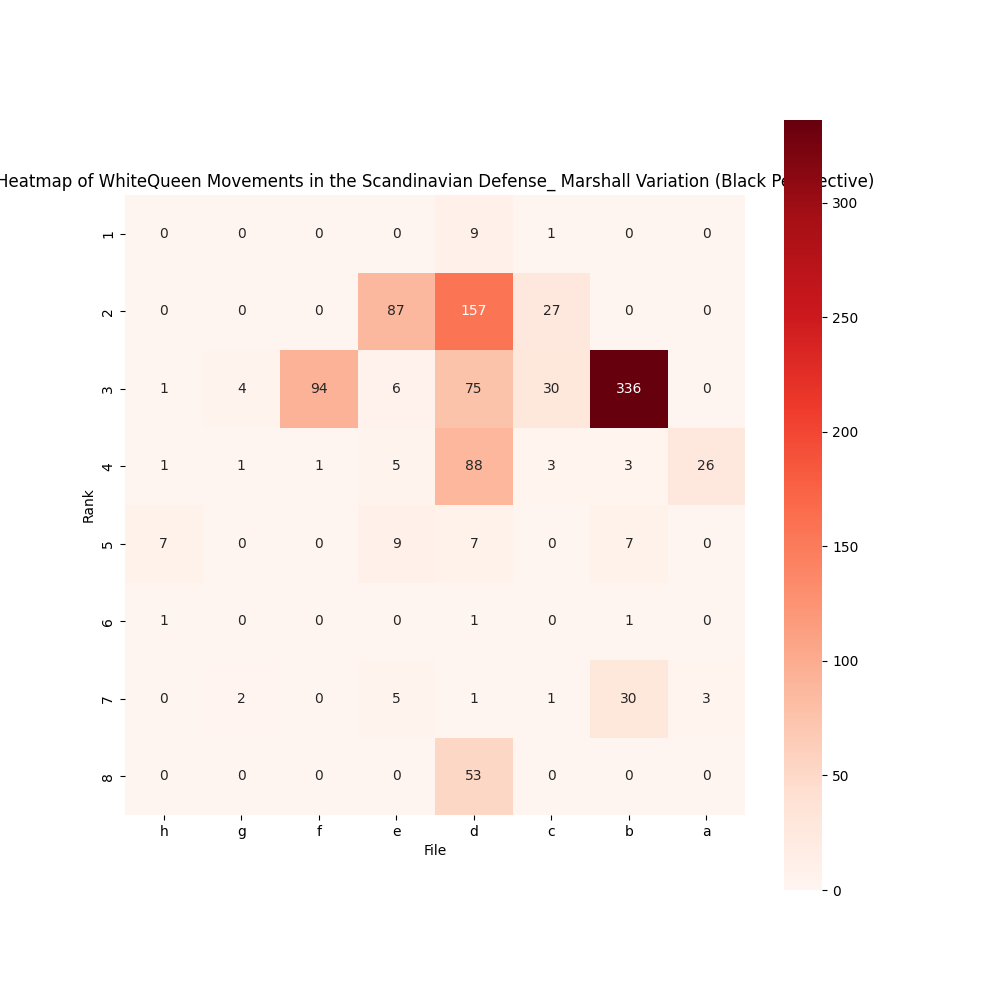 Heatmap of WhiteQueen Movements in the Scandinavian Defense_ Marshall Variation (Black P ective)
1 0 0 0 0 9 1 0 0
2 0 0 0 87 157 27 0 0
3 1 4 94 6 75 30 336 0
4 1 1 1 5 88 3 3 26
5 7 0 0 9 7 0 7 0
6 1 0 0 0 1 0 1 0
7 0 2 0 5 1 1 30 3
8 0 0 0 0 53 0 0 0
h g f e d c b a
File
Rank
300
250
200
150
100
50
0